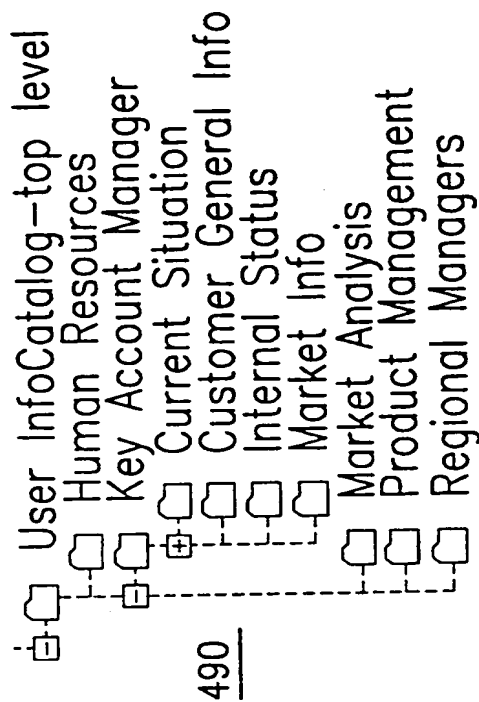 User InfoCatalog-top level
Human Resources
Key Account Manager
Current Situation
Customer General Info
Internal Status
Market Info
Market Analysis
Product Management
Regional Managers
490